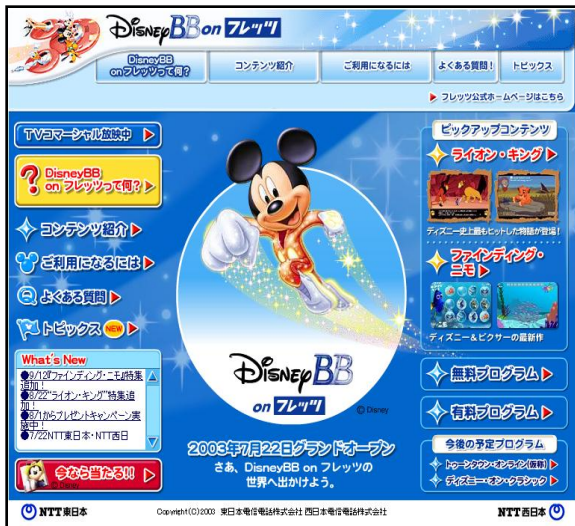 DISNEY BB on フレッツ
DisneyBB
on フレッツって何?
コンテンツ紹介
ご利用になるには
よくある質問!
トピックス
フレッツ公式ホームページはこちら
TVコマーシャル放映中
DisneyBB
on フレッツって何?
コンテンツ紹介
ご利用になるには
よくある質問
トピックス NEW
What's New
●9/12『ファインディング・ニモ』特集
追加!
●8/22"ライオン・キング"特集追
加!
●8/1からプレゼントキャンペーン実
施中!
●7/22NTT東日本・NTT西日
今なら当たる!!
© Disney
DISNEY BB
on フレッツ
© Disney
2003年7月22日グランドオープン
さあ、DisneyBB on フレッツの
世界へ出かけよう。
ピックアップコンテンツ
ライオン・キング
ディズニー史上最もヒットした物語が登場!
ファインディング・
ニモ
ディズニー&ピクサーの最新作
無料プログラム
有料プログラム
今後の予定プログラム
トゥーンタウン・オンライン(仮称)
ディズニー・オン・クラシック
NTT東日本
Copyright(C)2003 東日本電信電話株式会社 西日本電信電話株式会社
NTT西日本